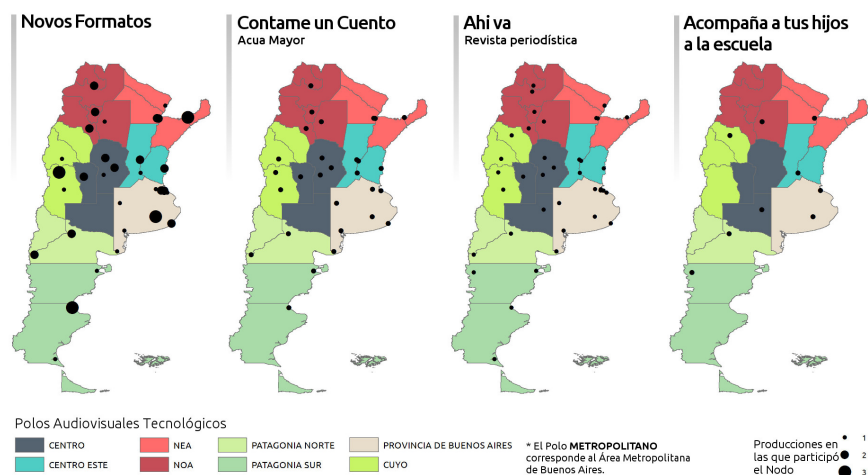 Novos Formatos
Contame un Cuento
Acua Mayor
Ahi va
Revista periodística
Acompaña a tus hijos
a la escuela
Polos Audiovisuales Tecnológicos
CENTRO
NEA
PATAGONIA NORTE
PROVINCIA DE BUENOS AIRES
CENTRO ESTE
NOA
PATAGONIA SUR
CUYO
* El Polo METROPOLITANO
corresponde al Área Metropolitana
de Buenos Aires.
Producciones en
las que participó
el Nodo
1
2
3